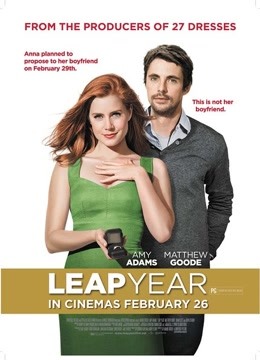 FROM THE PRODUCERS OF 27 DRESSES
Anna planned to
propose to her boyfriend
on February 29th.
This is not her
boyfriend.
AMY
ADAMS
MATTHEW
GOODE
LEAP YEAR
PG
IN CINEMAS FEBRUARY 26